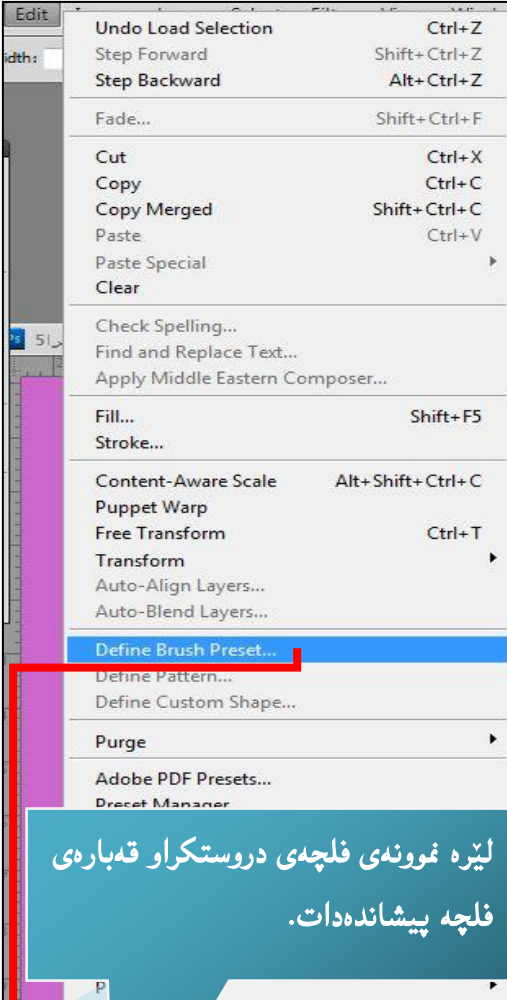 Edit
idth:
Undo Load Selection Ctrl+Z
Step Forward Shift+Ctrl+Z
Step Backward Alt+Ctrl+Z
Fade... Shift+Ctrl+F
Cut Ctrl+X
Copy Ctrl+C
Copy Merged Shift+Ctrl+C
Paste Ctrl+V
Paste Special
Clear
Check Spelling...
Find and Replace Text...
Apply Middle Eastern Composer...
Fill... Shift+F5
Stroke...
Content-Aware Scale Alt+Shift+Ctrl+C
Puppet Warp
Free Transform Ctrl+T
Transform
Auto-Align Layers...
Auto-Blend Layers...
Define Brush Preset...
Define Pattern...
Define Custom Shape...
Purge
Adobe PDF Presets...
Preset Manager
لێرە نموونەی فلچەی دروستکراو قەبارەی
فلچە پیشاندەدات.